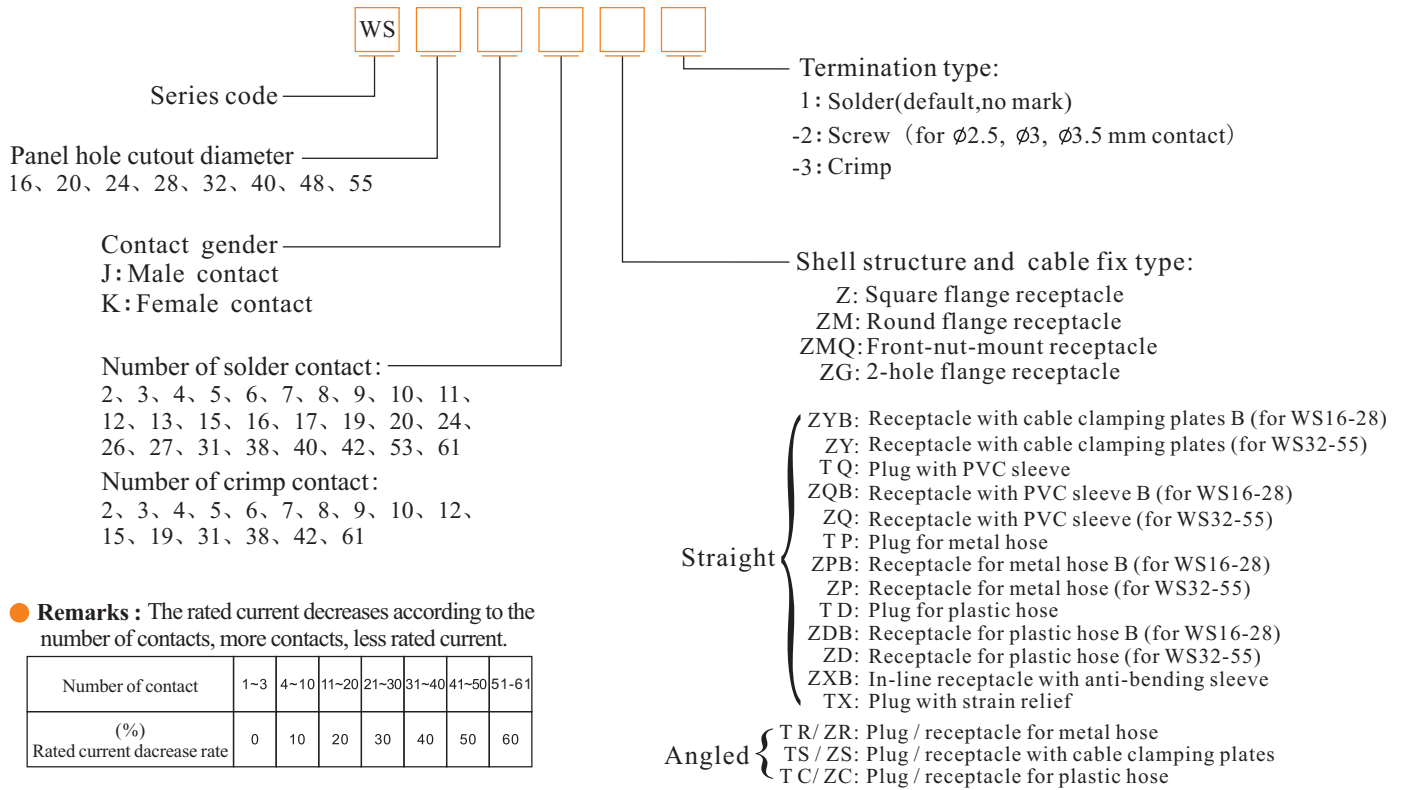 WS
Series code
Panel hole cutout diameter
16、20、24、28、32、40、48、55
Contact gender
J:Male contact
K:Female contact
Number of solder contact:
2、3、4、5、6、7、8、9、10、11、
12、13、15、16、17、19、20、24、
26、27、31、38、40、42、53、61
Number of crimp contact:
2、3、4、5、6、7、8、9、10、12、
15、19、31、38、42、61
Remarks : The rated current decreases according to the
number of contacts, more contacts, less rated current.
Number of contact 1~3 4~10 11~20 21~30 31~40 41~50 51-61
(%)
Rated current dacrease rate 0 10 20 30 40 50 60
Termination type:
1: Solder(default,no mark)
-2: Screw（for Ø2.5, Ø3, Ø3.5 mm contact）
-3: Crimp
Shell structure and cable fix type:
Z: Square flange receptacle
ZM: Round flange receptacle
ZMQ:Front-nut-mount receptacle
ZG: 2-hole flange receptacle
Straight
ZYB: Receptacle with cable clamping plates B (for WS16-28)
ZY: Receptacle with cable clamping plates (for WS32-55)
T Q: Plug with PVC sleeve
ZQB: Receptacle with PVC sleeve B (for WS16-28)
ZQ: Receptacle with PVC sleeve (for WS32-55)
T P: Plug for metal hose
ZPB: Receptacle for metal hose B (for WS16-28)
ZP: Receptacle for metal hose (for WS32-55)
T D: Plug for plastic hose
ZDB: Receptacle for plastic hose B (for WS16-28)
ZD: Receptacle for plastic hose (for WS32-55)
ZXB: In-line receptacle with anti-bending sleeve
TX: Plug with strain relief
Angled
T R/ ZR: Plug / receptacle for metal hose
TS / ZS: Plug / receptacle with cable clamping plates
T C/ ZC: Plug / receptacle for plastic hose